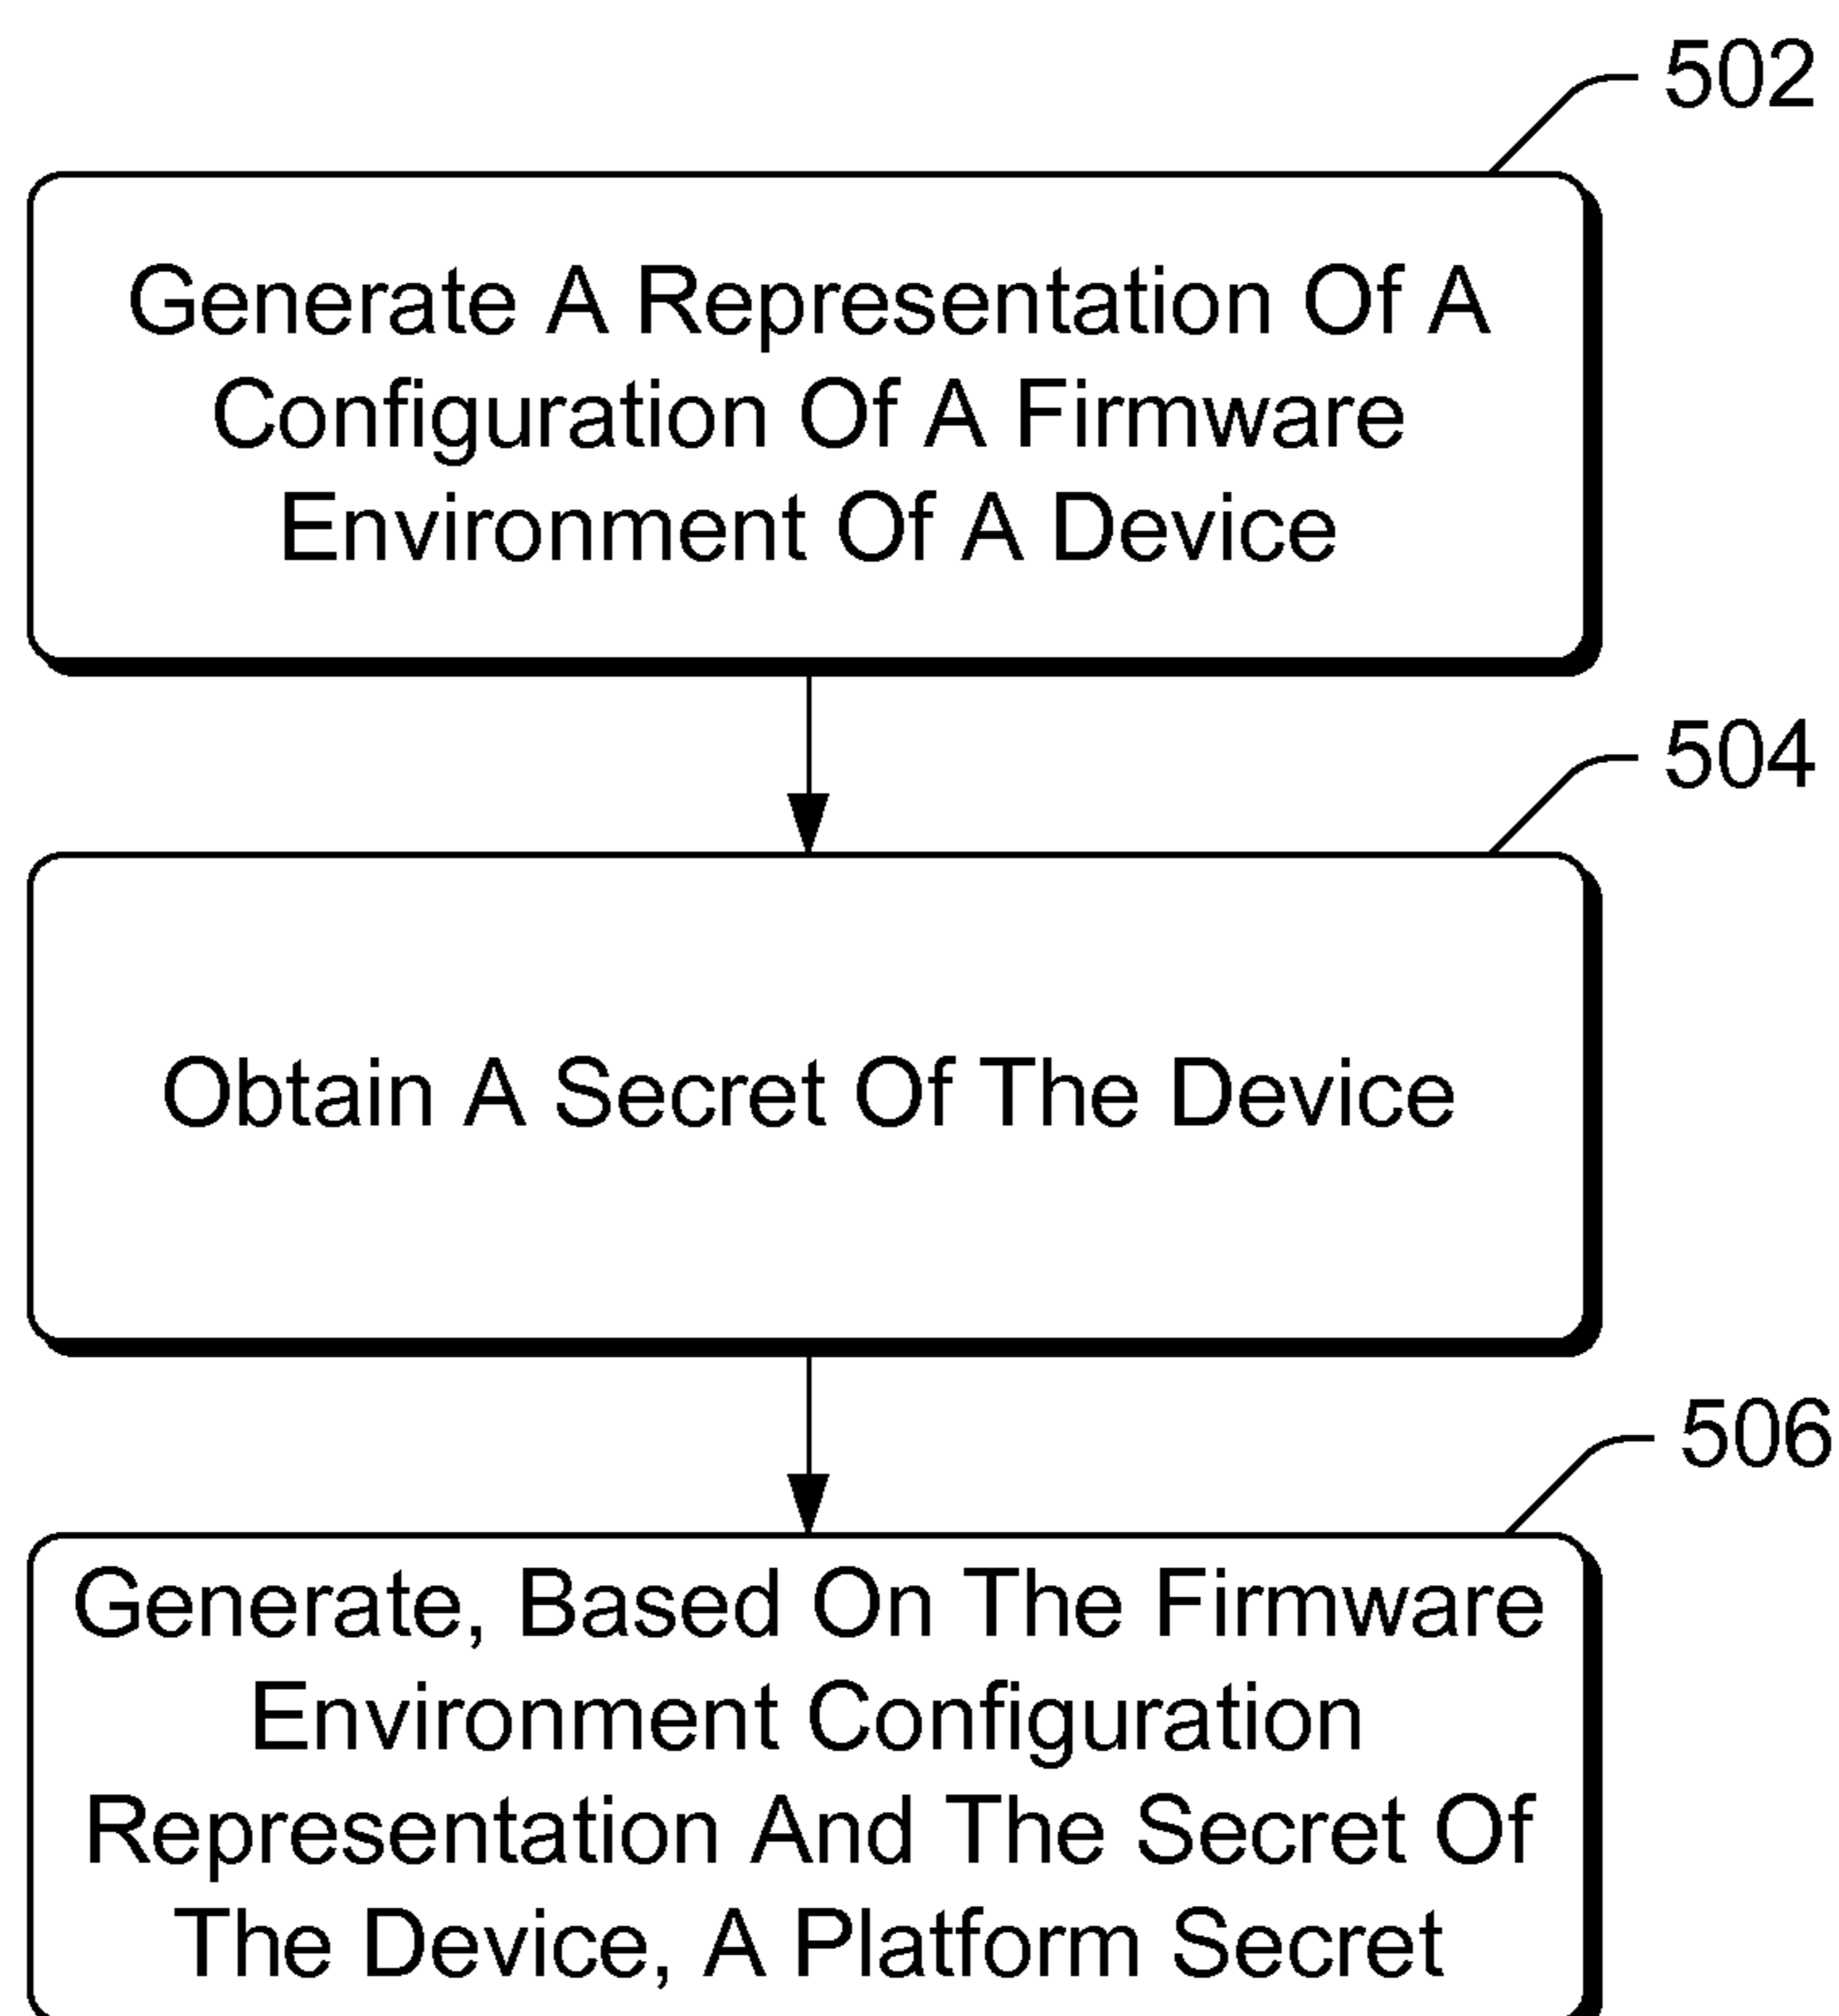 502
Generate A Representation Of A
Configuration Of A Firmware
Environment Of A Device
504
Obtain A Secret Of The Device
506
Generate, Based On The Firmware
Environment Configuration
Representation And The Secret Of
The Device, A Platform Secret